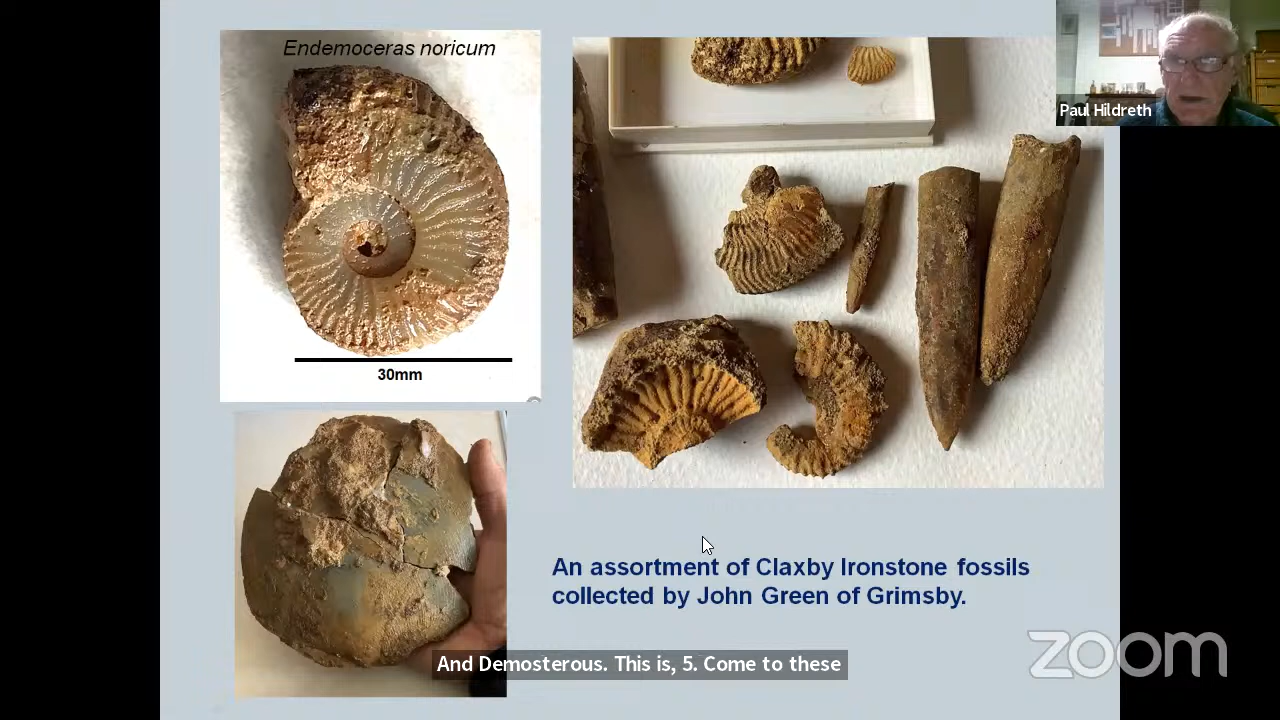 Endemoceras noricum
30mm
Paul Hildreth
An assortment of Claxby Ironstone fossils
collected by John Green of Grimsby.
And Demosterous. This is, 5. Come to these
zoom